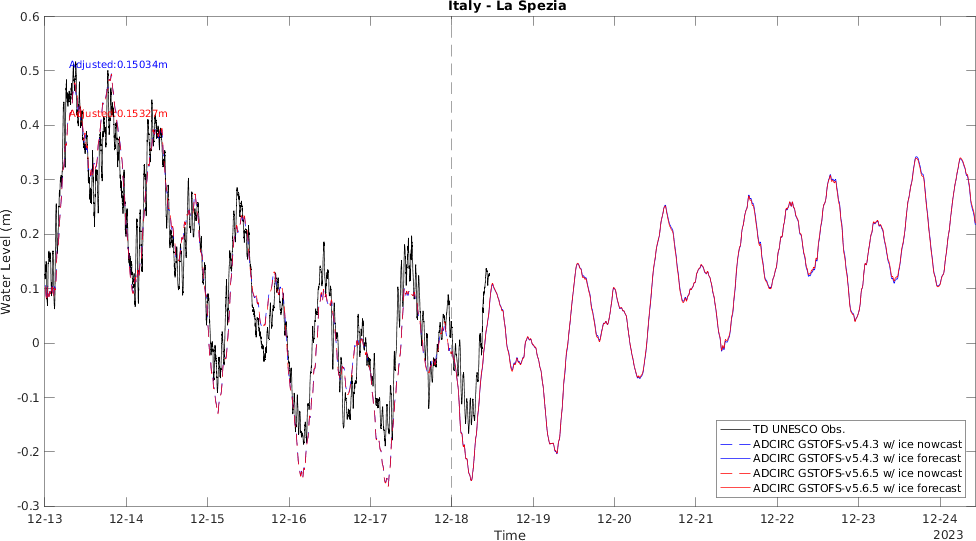 Italy - La Spezia
0.6
0.5
0.4
0.3
0.2
0.1
0
-0.1
-0.2
-0.3
Water Level (m)
Adjusted:0.15034m
Adjusted:0.15327m
TD UNESCO Obs.
ADCIRC GSTOFS-v5.4.3 w/ ice nowcast
ADCIRC GSTOFS-v5.4.3 w/ ice forecast
ADCIRC GSTOFS-v5.6.5 w/ ice nowcast
ADCIRC GSTOFS-v5.6.5 w/ ice forecast
12-13 12-14 12-15 12-16 12-17 12-18 12-19 12-20 12-21 12-22 12-23 12-24
Time
2023